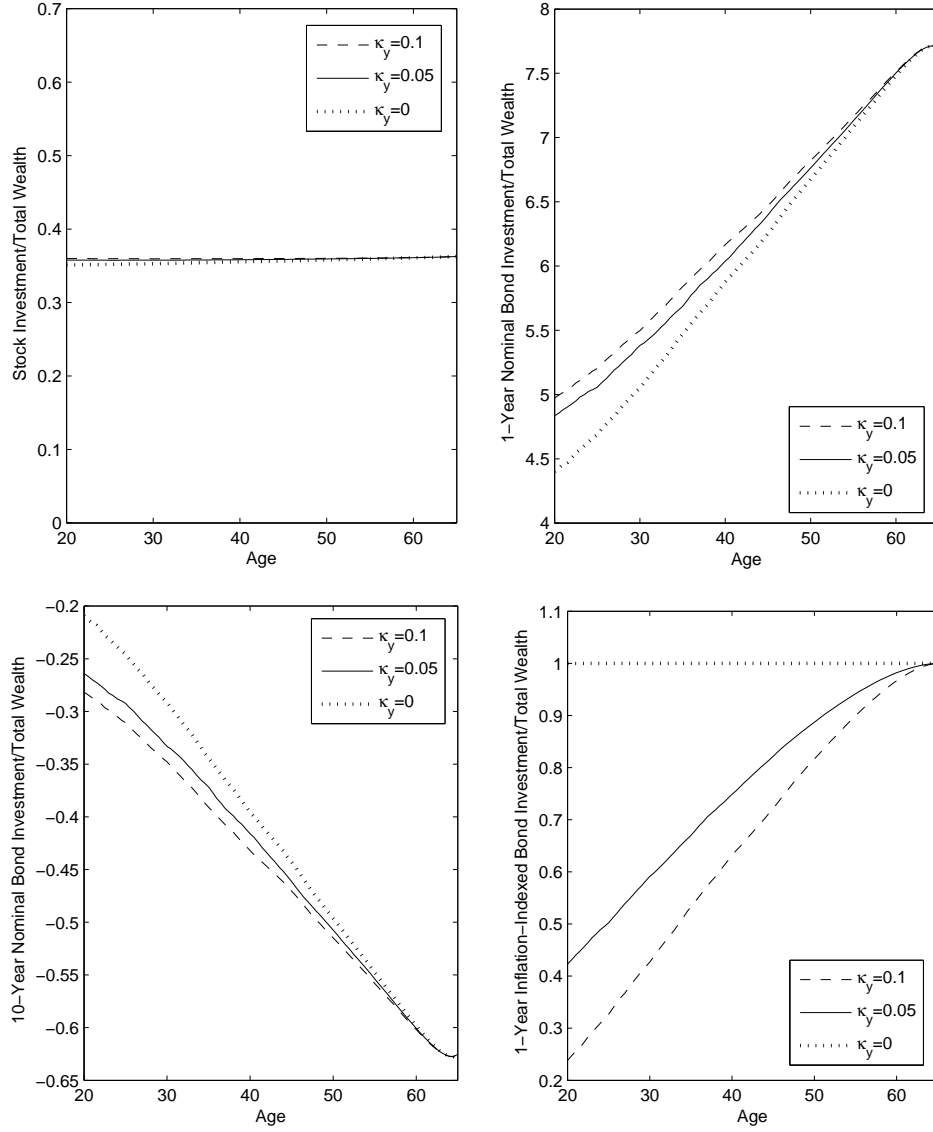 Stock Investment/Total Wealth
0.7
0.6
0.5
0.4
0.3
0.2
0.1
0
20 30 40 50 60
Age
κy=0.1
κy=0.05
κy=0
1−Year Nominal Bond Investment/Total Wealth
8
7.5
7
6.5
6
5.5
5
4.5
4
20 30 40 50 60
Age
κy=0.1
κy=0.05
κy=0
10−Year Nominal Bond Investment/Total Wealth
−0.2
−0.25
−0.3
−0.35
−0.4
−0.45
−0.5
−0.55
−0.6
−0.65
20 30 40 50 60
Age
κy=0.1
κy=0.05
κy=0
1−Year Inflation−Indexed Bond Investment/Total Wealth
1.1
1
0.9
0.8
0.7
0.6
0.5
0.4
0.3
0.2
20 30 40 50 60
Age
κy=0.1
κy=0.05
κy=0